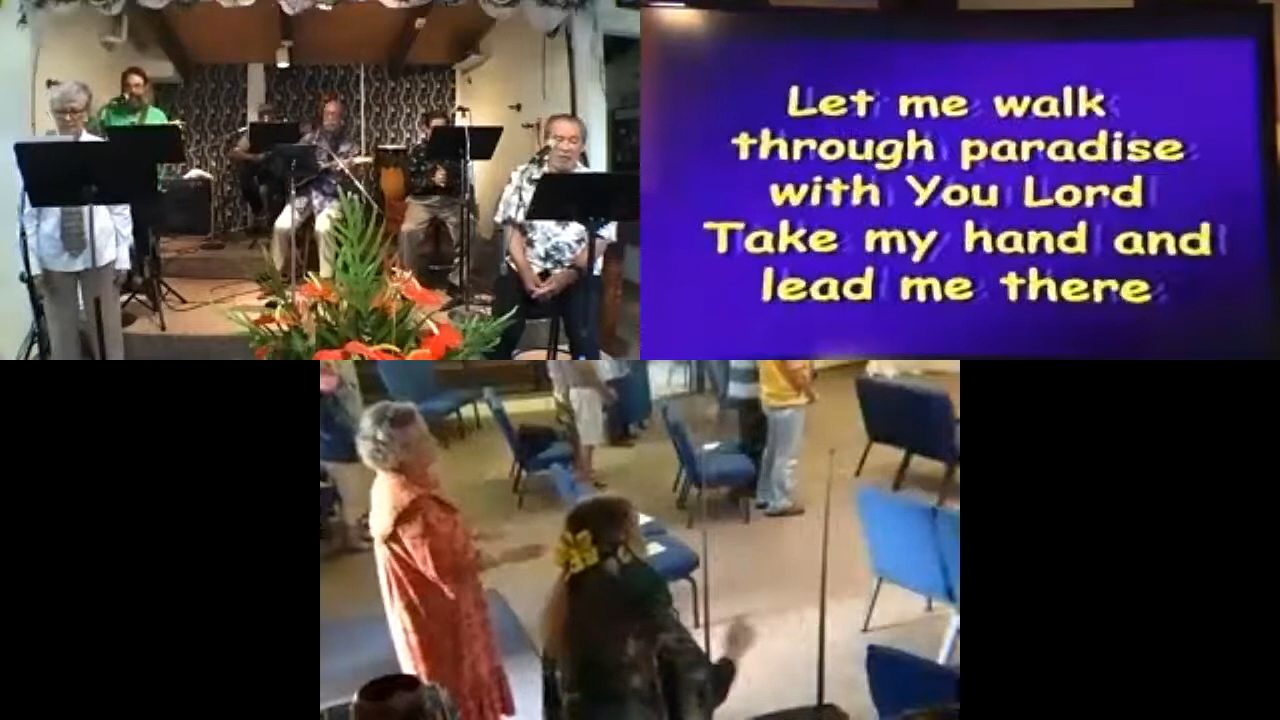 Let me walk
through paradise
with You Lord
Take my hand and
lead me there